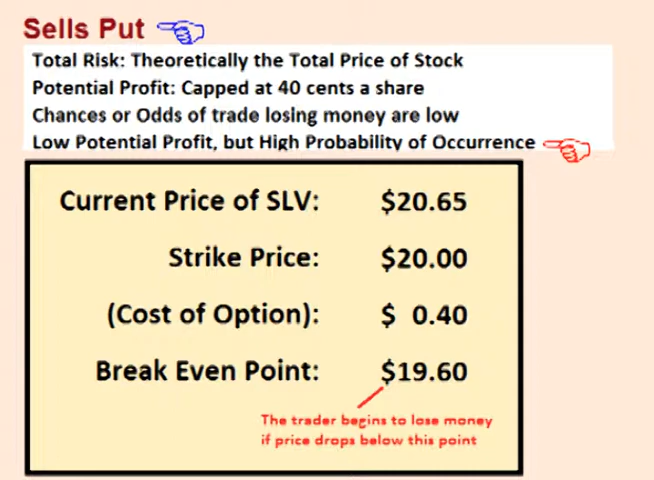 Sells Put
Total Risk: Theoretically the Total Price of Stock
Potential Profit: Capped at 40 cents a share
Chances or Odds of trade losing money are low
Low Potential Profit, but High Probability of Occurrence
Current Price of SLV: $20.65
Strike Price: $20.00
(Cost of Option): $ 0.40
Break Even Point: $19.60
The trader begins to lose money
if price drops below this point